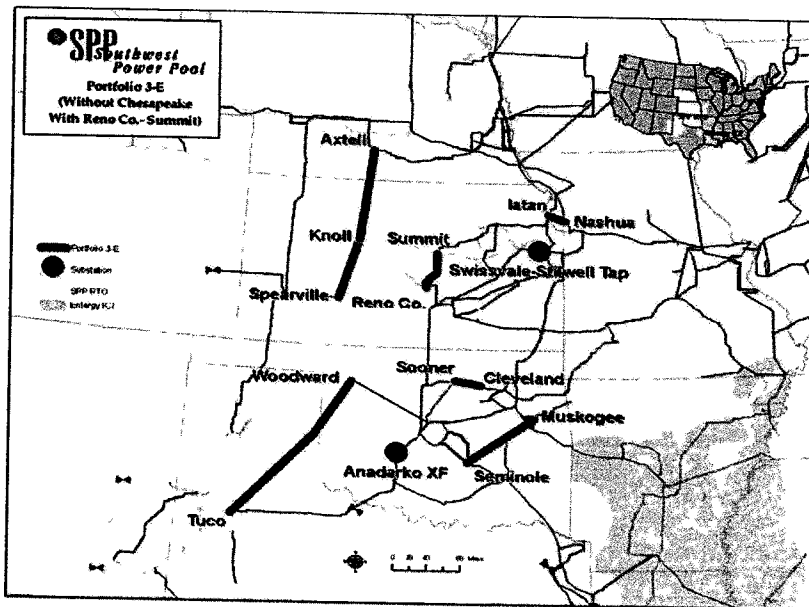 SPP Southwest
Power Pool
Portfolio 3-E
(Without Chesapeake
With Reno Co.-Summit)
Axtell
Iatan
Nashua
Knoll
Summit
Swissvale-Stilwell Tap
Spearville
Reno Co.
Portfolio 3-E
Substation
SPP RTO
Entergy ICT
Woodward
Sooner
Cleveland
Muskogee
Anadarko XF
Seminole
Tuco